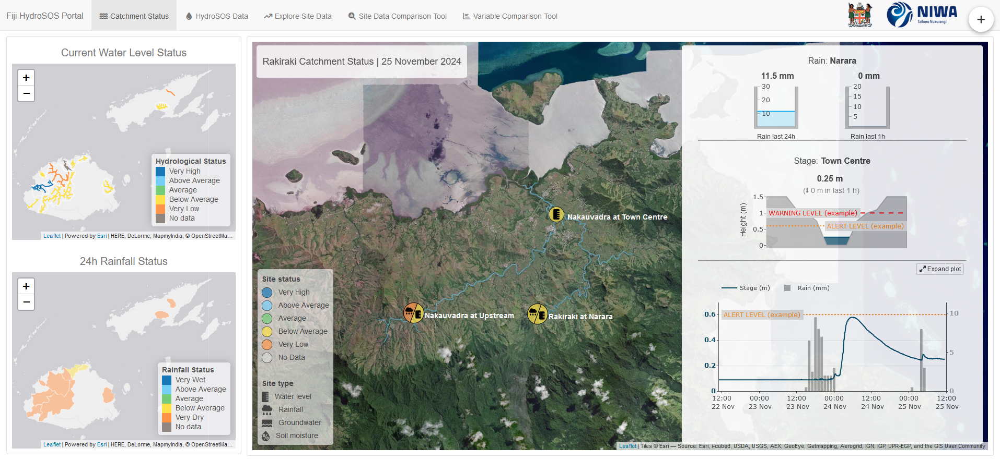 Fiji HydroSOS Portal
Catchment Status
HydroSOS Data
Explore Site Data
Site Data Comparison Tool
Variable Comparison Tool
NIWA
Taihoro Nukurangi
+
Current Water Level Status
+
−
Hydrological Status
Very High
Above Average
Average
Below Average
Very Low
No data
Leaflet | Powered by Esri | HERE, DeLorme, MapmyIndia, © OpenStreetMa...
24h Rainfall Status
+
−
Rainfall Status
Very Wet
Above Average
Average
Below Average
Very Dry
No data
Leaflet | Powered by Esri | HERE, DeLorme, MapmyIndia, © OpenStreetMa...
Rakiraki Catchment Status | 25 November 2024
Nakauvadra at Town Centre
Nakauvadra at Upstream
Rakiraki at Narara
Site status
Very High
Above Average
Average
Below Average
Very Low
No Data
Site type
Water level
Rainfall
Groundwater
Soil moisture
Rain: Narara
11.5 mm
30
20
10
Rain last 24h
0 mm
20
15
10
5
Rain last 1h
Stage: Town Centre
0.25 m
(⬇ 0 m in last 1 h)
Height (m)
1.5
1
0.5
0
WARNING LEVEL (example)
ALERT LEVEL (example)
Expand plot
Stage (m)
Rain (mm)
ALERT LEVEL (example)
0.6
0.4
0.2
0
10
5
0
12:00 22 Nov
00:00 23 Nov
12:00 23 Nov
00:00 24 Nov
12:00 24 Nov
00:00 25 Nov
12:00 25 Nov
Leaflet | Tiles © Esri — Source: Esri, i-cubed, USDA, USGS, AEX, GeoEye, Getmapping, Aerogrid, IGN, IGP, UPR-EGP, and the GIS User Community